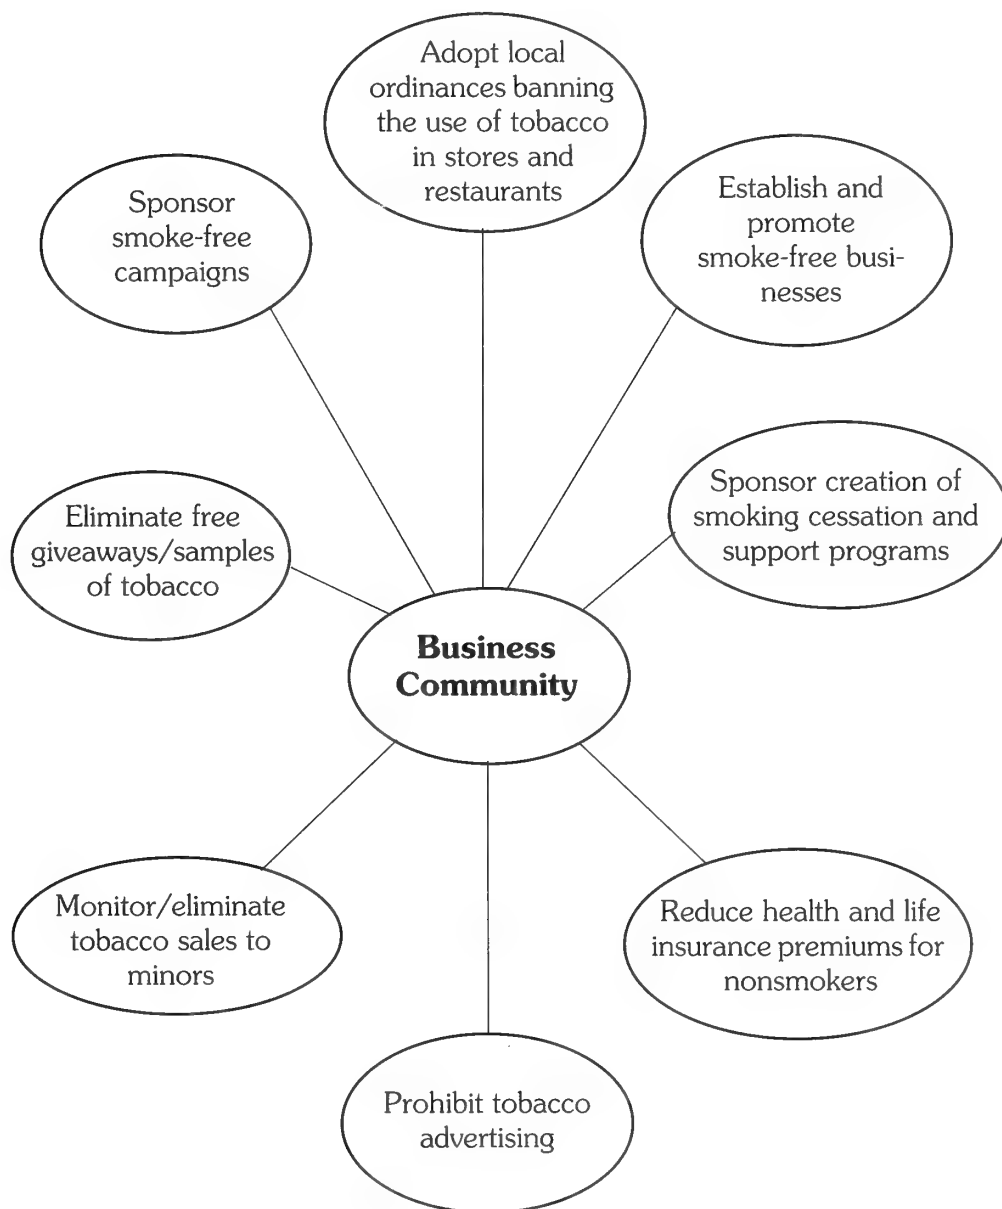 Adopt local
ordinances banning
the use of tobacco
in stores and
restaurants
Sponsor
smoke-free
campaigns
Establish and
promote
smoke-free busi-
nesses
Eliminate free
giveaways/samples
of tobacco
Sponsor creation of
smoking cessation and
support programs
Business
Community
Monitor/eliminate
tobacco sales to
minors
Reduce health and life
insurance premiums for
nonsmokers
Prohibit tobacco
advertising